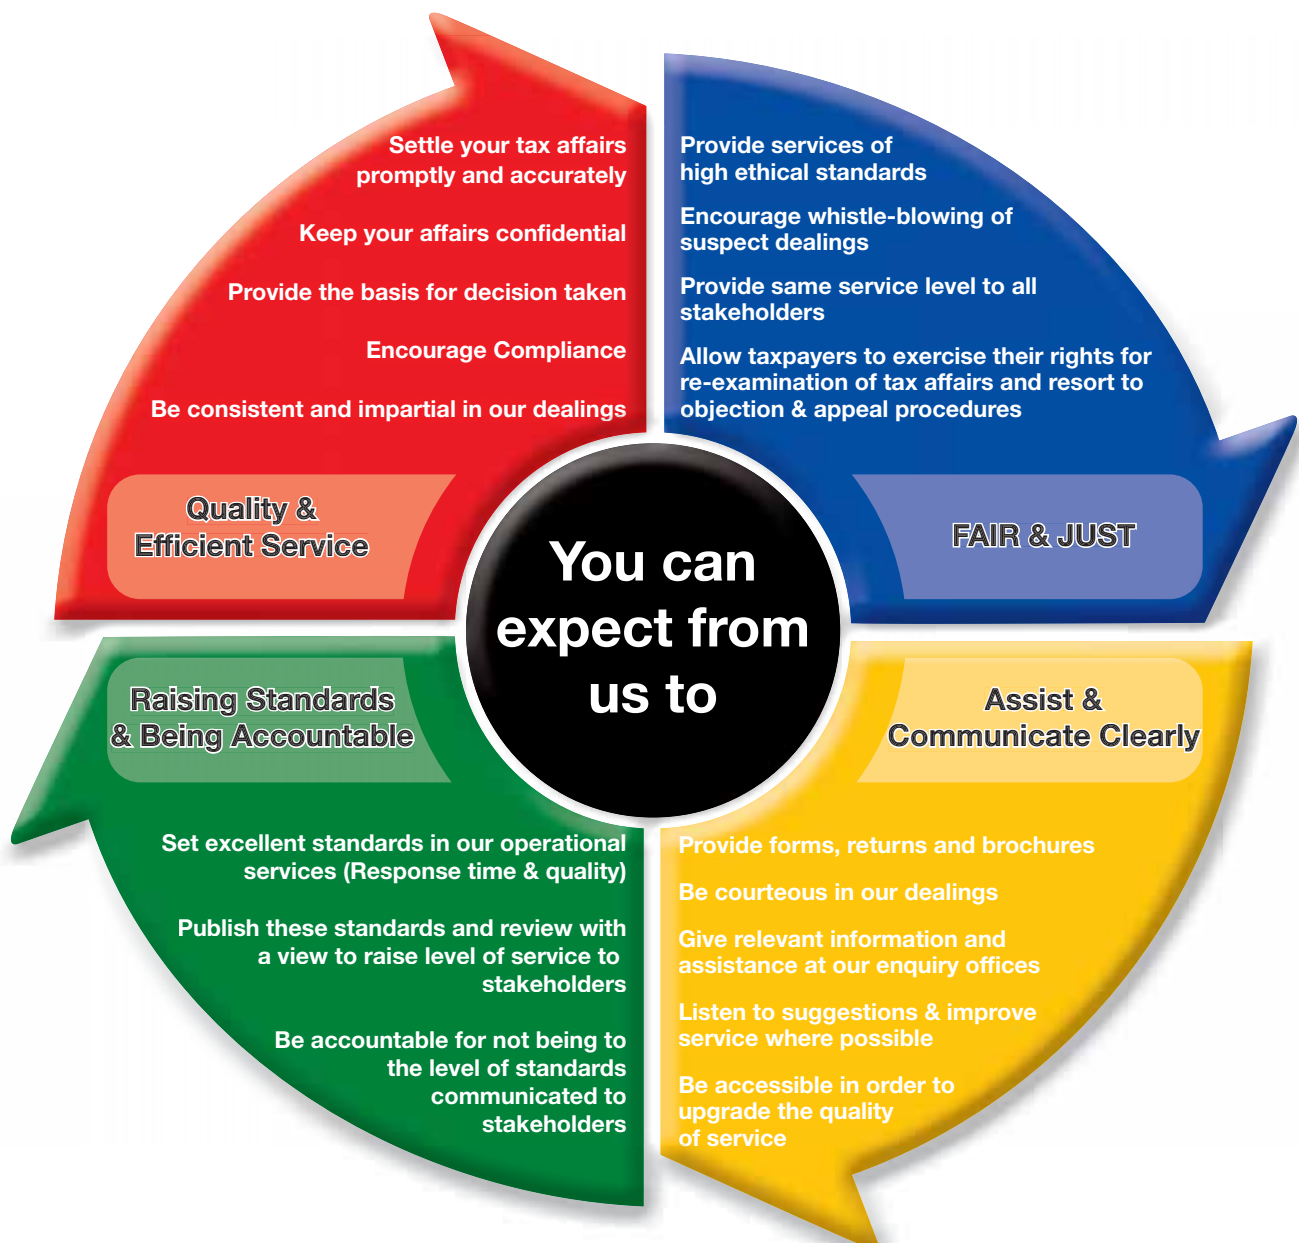 Settle your tax affairs
promptly and accurately
Keep your affairs confidential
Provide the basis for decision taken
Encourage Compliance
Be consistent and impartial in our dealings
Quality &
Efficient Service
Provide services of
high ethical standards
Encourage whistle-blowing of
suspect dealings
Provide same service level to all
stakeholders
Allow taxpayers to exercise their rights for
re-examination of tax affairs and resort to
objection & appeal procedures
FAIR & JUST
You can
expect from
us to
Raising Standards
& Being Accountable
Set excellent standards in our operational
services (Response time & quality)
Publish these standards and review with
a view to raise level of service to
stakeholders
Be accountable for not being to
the level of standards
communicated to
stakeholders
Assist &
Communicate Clearly
Provide forms, returns and brochures
Be courteous in our dealings
Give relevant information and
assistance at our enquiry offices
Listen to suggestions & improve
service where possible
Be accessible in order to
upgrade the quality
of service